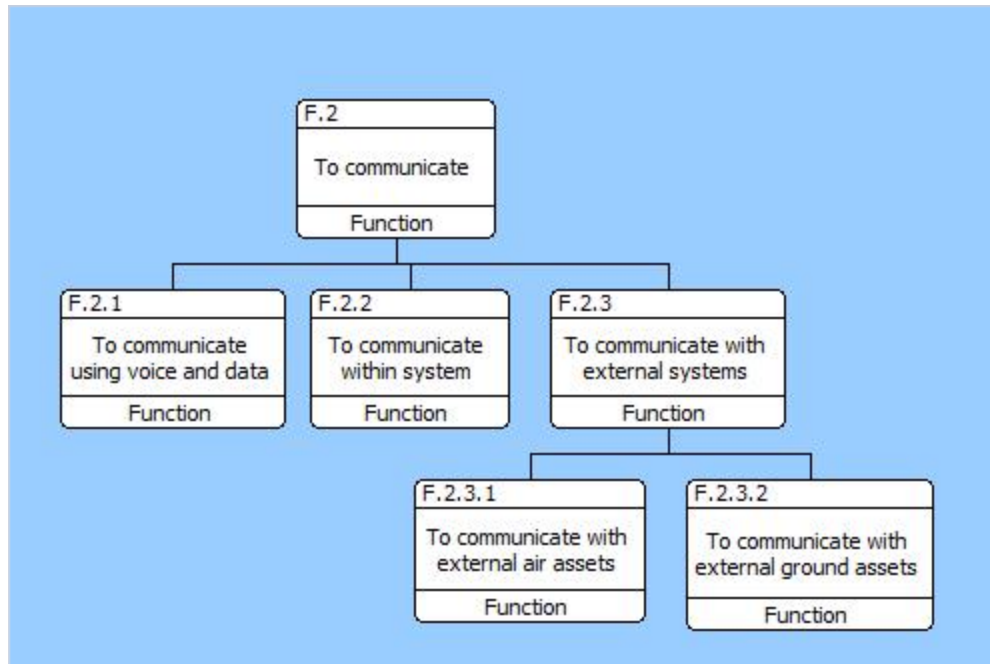 F.2
To communicate
Function
F.2.1
To communicate
using voice and data
Function
F.2.2
To communicate
within system
Function
F.2.3
To communicate with
external systems
Function
F.2.3.1
To communicate with
external air assets
Function
F.2.3.2
To communicate with
external ground assets
Function